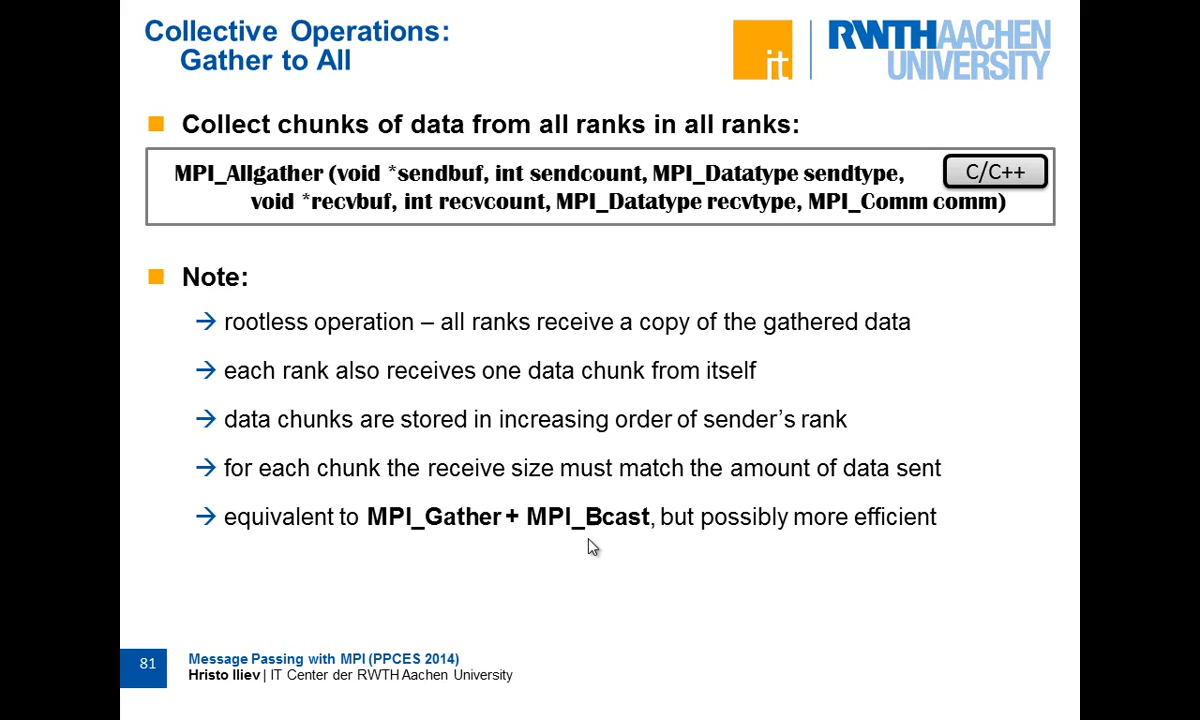 Collective Operations:
Gather to All
it
RWTHAACHEN
UNIVERSITY
Collect chunks of data from all ranks in all ranks:
MPI_Allgather (void *sendbuf, int sendcount, MPI_Datatype sendtype,
C/C++
void *recvbuf, int recvcount, MPI_Datatype recvtype, MPI_Comm comm)
Note:
→ rootless operation – all ranks receive a copy of the gathered data
→ each rank also receives one data chunk from itself
→ data chunks are stored in increasing order of sender's rank
→ for each chunk the receive size must match the amount of data sent
→ equivalent to MPI_Gather + MPI_Bcast, but possibly more efficient
81
Message Passing with MPI (PPCES 2014)
Hristo Iliev | IT Center der RWTH Aachen University